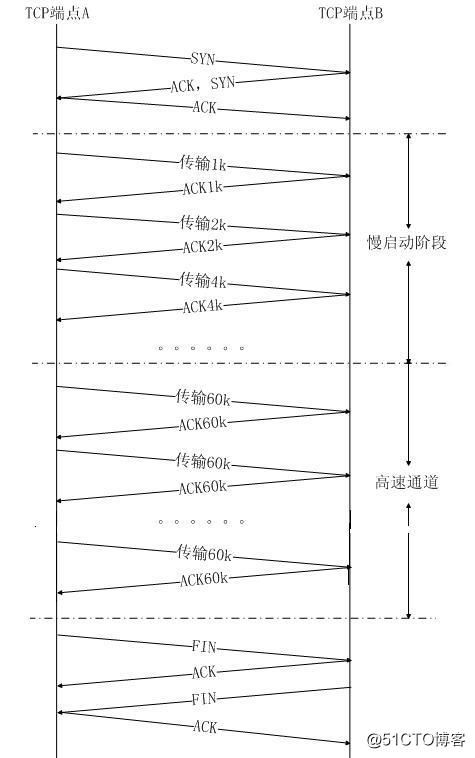 TCP端点A
TCP端点B
SYN
ACK, SYN
ACK
传输1k
ACK1k
传输2k
ACK2k
慢启动阶段
传输4k
ACK4k
。。。。。。
传输60k
ACK60k
传输60k
高速通道
ACK60k
。。。。。。
传输60k
ACK60k
FIN
ACK
FIN
ACK
@51CTO博客